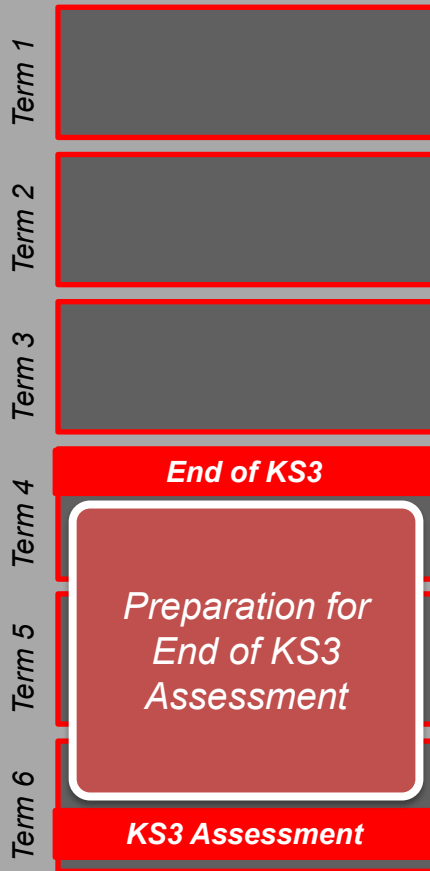 Term 1
Term 2
Term 3
Term 4
End of KS3
Preparation for
End of KS3
Assessment
Term 5
Term 6
KS3 Assessment